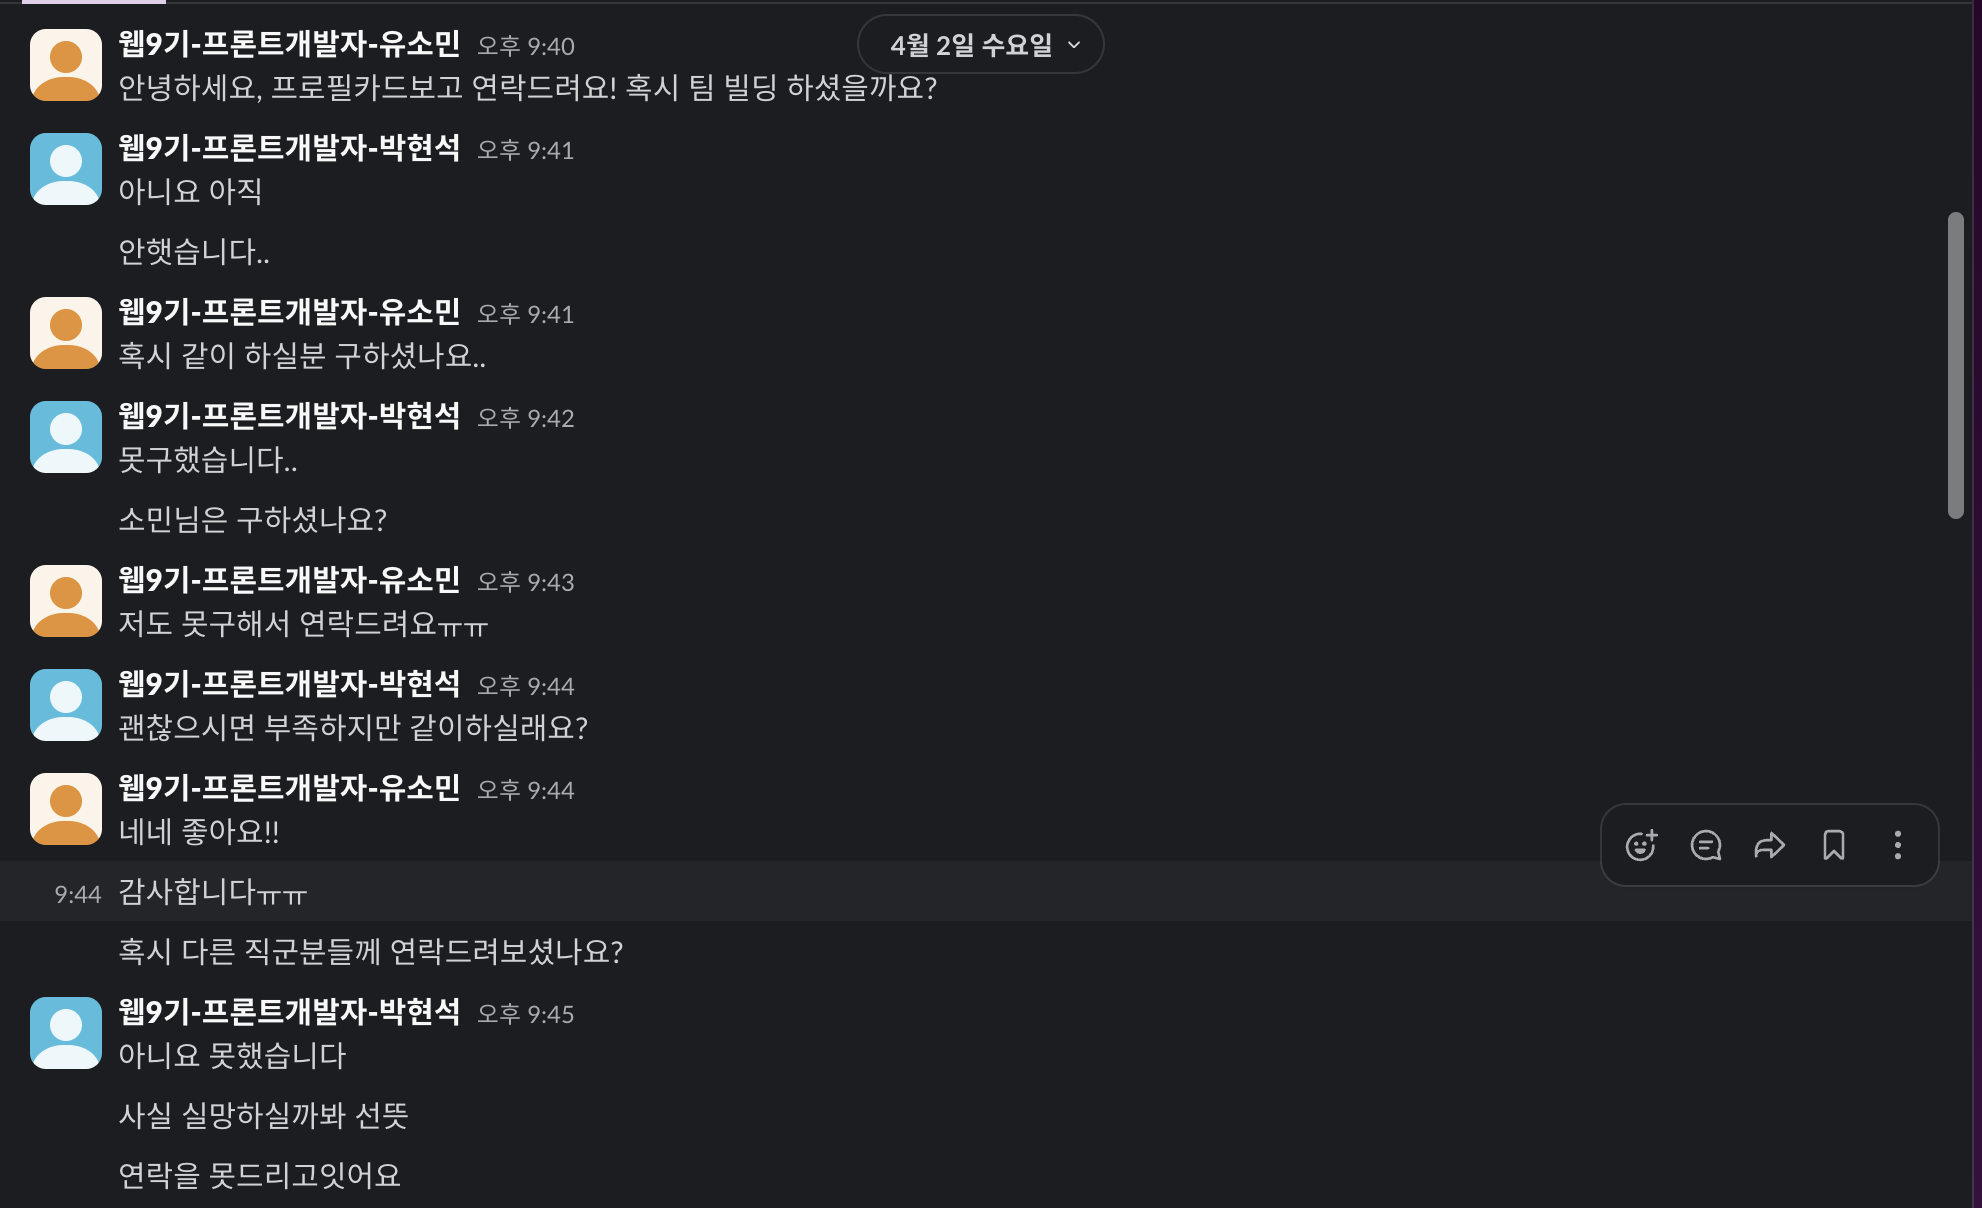 4월 2일 수요일
웹9기-프론트개발자-유소민 오후 9:40
안녕하세요, 프로필카드보고 연락드려요! 혹시 팀 빌딩 하셨을까요?
웹9기-프론트개발자-박현석 오후 9:41
아니요 아직
안햇습니다..
웹9기-프론트개발자-유소민 오후 9:41
혹시 같이 하실분 구하셨나요..
웹9기-프론트개발자-박현석 오후 9:42
못구했습니다..
소민님은 구하셨나요?
웹9기-프론트개발자-유소민 오후 9:43
저도 못구해서 연락드려요ㅠㅠ
웹9기-프론트개발자-박현석 오후 9:44
괜찮으시면 부족하지만 같이하실래요?
웹9기-프론트개발자-유소민 오후 9:44
네네 좋아요!!
9:44 감사합니다ㅠㅠ
혹시 다른 직군분들께 연락드려보셨나요?
웹9기-프론트개발자-박현석 오후 9:45
아니요 못했습니다
사실 실망하실까봐 선뜻
연락을 못드리고잇어요